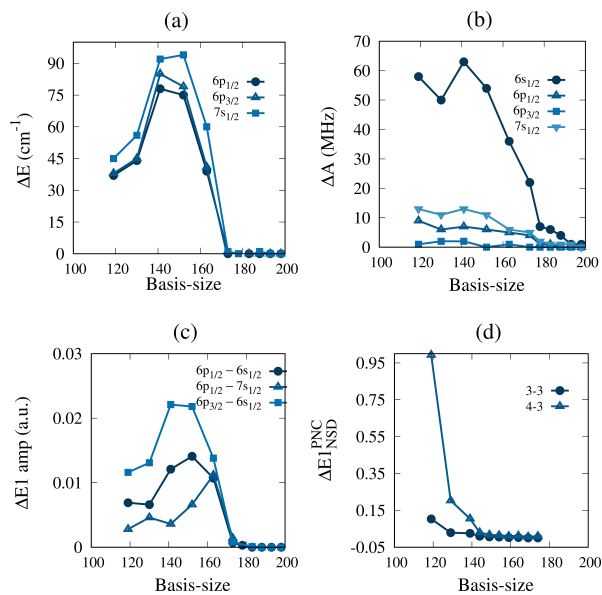 (a)
ΔE (cm⁻¹)
90
75
60
45
30
15
0
6p₁/₂
6p₃/₂
7s₁/₂
100 120 140 160 180 200
Basis-size
(b)
ΔA (MHz)
70
60
50
40
30
20
10
0
6s₁/₂
6p₁/₂
6p₃/₂
7s₁/₂
100 120 140 160 180 200
Basis-size
(c)
ΔE1 amp (a.u.)
0.03
0.02
0.01
0
6p₁/₂ − 6s₁/₂
6p₁/₂ − 7s₁/₂
6p₃/₂ − 6s₁/₂
100 120 140 160 180 200
Basis-size
(d)
ΔE1^PNC_NSD
0.95
0.75
0.55
0.35
0.15
-0.05
3-3
4-3
100 120 140 160 180 200
Basis-size